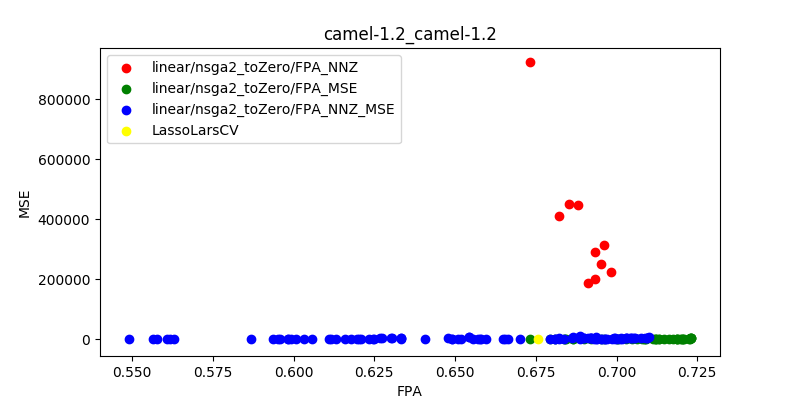 camel-1.2_camel-1.2
linear/nsga2_toZero/FPA_NNZ
linear/nsga2_toZero/FPA_MSE
linear/nsga2_toZero/FPA_NNZ_MSE
LassoLarsCV
MSE
800000
600000
400000
200000
0
0.550 0.575 0.600 0.625 0.650 0.675 0.700 0.725
FPA